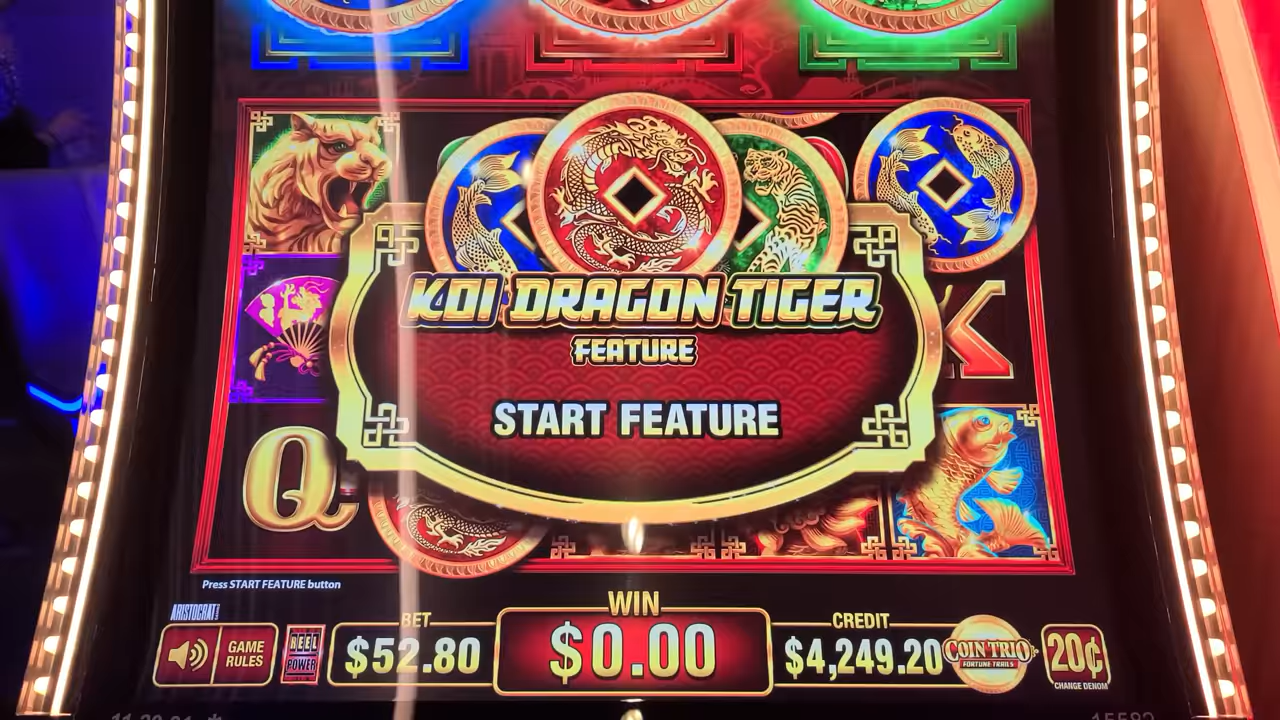 KOI DRAGON TIGER
FEATURE
START FEATURE
K
Q
Press START FEATURE button
ARISTOCRAT
GAME
RULES
REEL
POWER
BET
$52.80
WIN
$0.00
CREDIT
$4,249.20
COIN TRIO
FORTUNE TRAILS
20¢
CHANGE DENOM